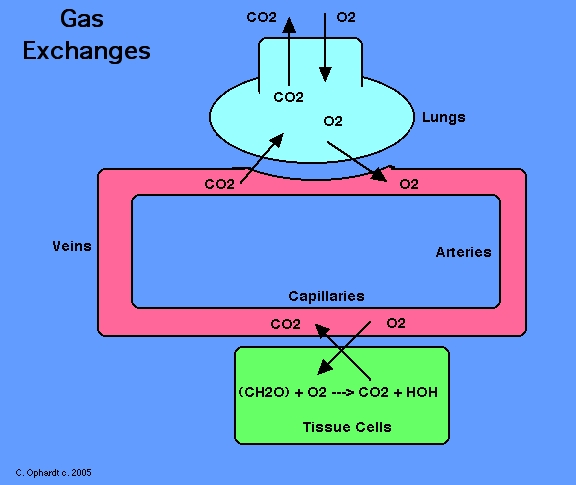 Gas
Exchanges
CO2 O2
CO2
O2
Lungs
CO2 O2
Veins
Arteries
Capillaries
CO2 O2
(CH2O) + O2 ---> CO2 + HOH
Tissue Cells
C. Ophardt c. 2005